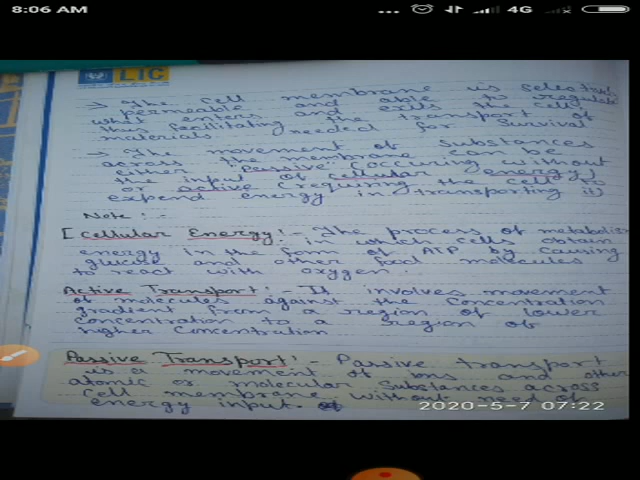 8:06 AM
... 4G
LIC
→ The cell membrane is selectively
permeable and able to regulate
what enters and exits the cell,
thus facilitating the transport of
materials needed for survival
→ The movement of substances
across the membrane can be
either passive (occuring without
the input of cellular energy)
or active (requiring the cell to
expend energy in transporting it)
Note :-
[ Cellular Energy :- The process of metabolism
in which cells obtain
energy in the form of ATP by causing
glucose and other food molecules
to react with oxygen.
Active Transport :- It involves movement
of molecules against the concentration
gradient from a region of lower
concentration to a region of
higher concentration
Passive Transport :- Passive transport
is a movement of ions and other
atomic or molecular substances across
cell membrane without need of
energy input.
2020-5-7 07:22